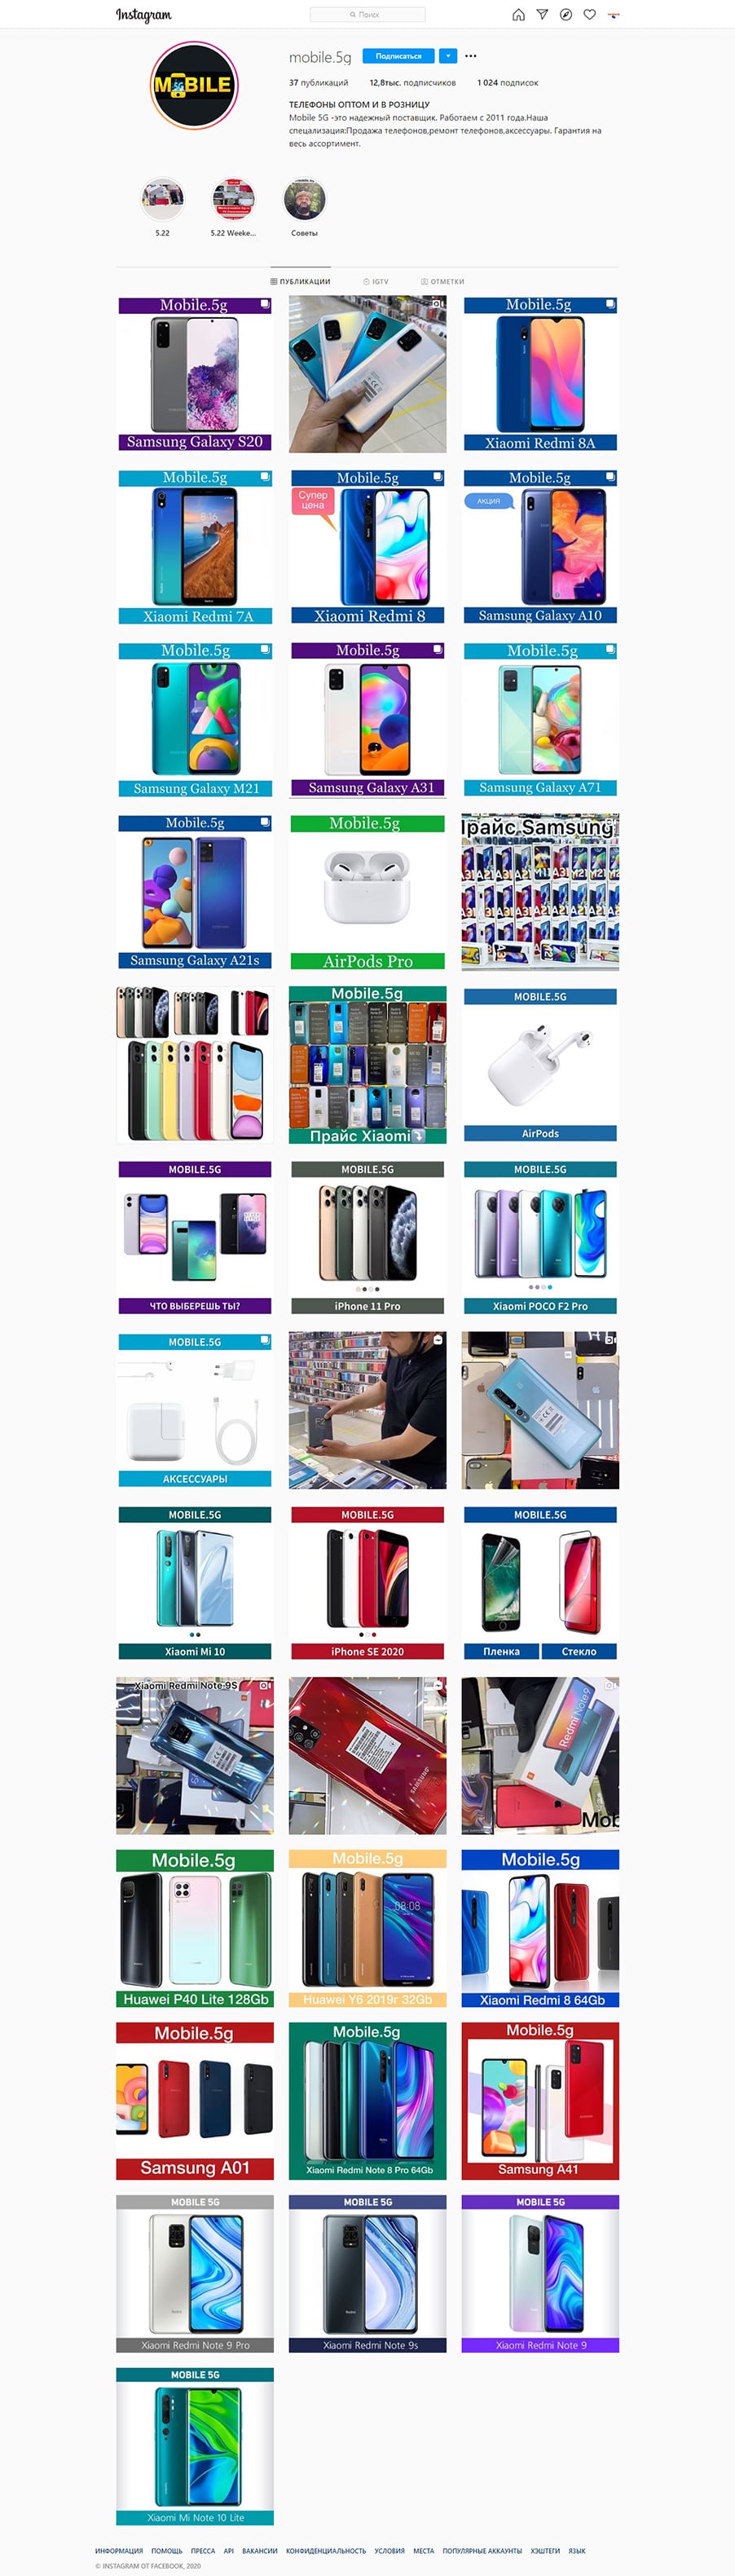 Instagram
Поиск
MOBILE
5G
mobile.5g
Подписаться
37 публикаций 12,8тыс. подписчиков 1 024 подписок
ТЕЛЕФОНЫ ОПТОМ И В РОЗНИЦУ
Mobile 5G -это надежный поставщик. Работаем с 2011 года.Наша
спецализация:Продажа телефонов,ремонт телефонов,аксессуары. Гарантия на
весь ассортимент.
5.22 5.22 Weeke... Советы
ПУБЛИКАЦИИ IGTV ОТМЕТКИ
Mobile.5g
Samsung Galaxy S20
Mobile.5g
Xiaomi Redmi 8A
Mobile.5g
8:16
Xiaomi Redmi 7A
Mobile.5g
Супер
цена
Xiaomi Redmi 8
Mobile.5g
АКЦИЯ
Samsung Galaxy A10
Mobile.5g
Samsung Galaxy M21
Mobile.5g
Samsung Galaxy A31
Mobile.5g
Samsung Galaxy A71
Mobile.5g
Samsung Galaxy A21s
Mobile.5g
AirPods Pro
Прайс Samsung
Mobile.5g
Прайс Xiaomi
MOBILE.5G
AirPods
MOBILE.5G
ЧТО ВЫБЕРЕШЬ ТЫ?
MOBILE.5G
iPhone 11 Pro
MOBILE.5G
Xiaomi POCO F2 Pro
MOBILE.5G
АКСЕССУАРЫ
F2
MOBILE.5G
Xiaomi Mi 10
MOBILE.5G
iPhone SE 2020
MOBILE.5G
Пленка Стекло
Xiaomi Redmi Note 9S
SAMSUNG
Redmi Note 9
Mob
Mobile.5g
Huawei P40 Lite 128Gb
Mobile.5g
08:08
Huawei Y6 2019г 32Gb
Mobile.5g
Xiaomi Redmi 8 64Gb
Mobile.5g
Samsung A01
Mobile.5g
Xiaomi Redmi Note 8 Pro 64Gb
Mobile.5g
Samsung A41
MOBILE 5G
Xiaomi Redmi Note 9 Pro
MOBILE 5G
Xiaomi Redmi Note 9s
MOBILE 5G
Xiaomi Redmi Note 9
MOBILE 5G
Xiaomi Mi Note 10 Lite
ИНФОРМАЦИЯ ПОМОЩЬ ПРЕССА API ВАКАНСИИ КОНФИДЕНЦИАЛЬНОСТЬ УСЛОВИЯ МЕСТА ПОПУЛЯРНЫЕ АККАУНТЫ ХЭШТЕГИ ЯЗЫК
© INSTAGRAM ОТ FACEBOOK, 2020